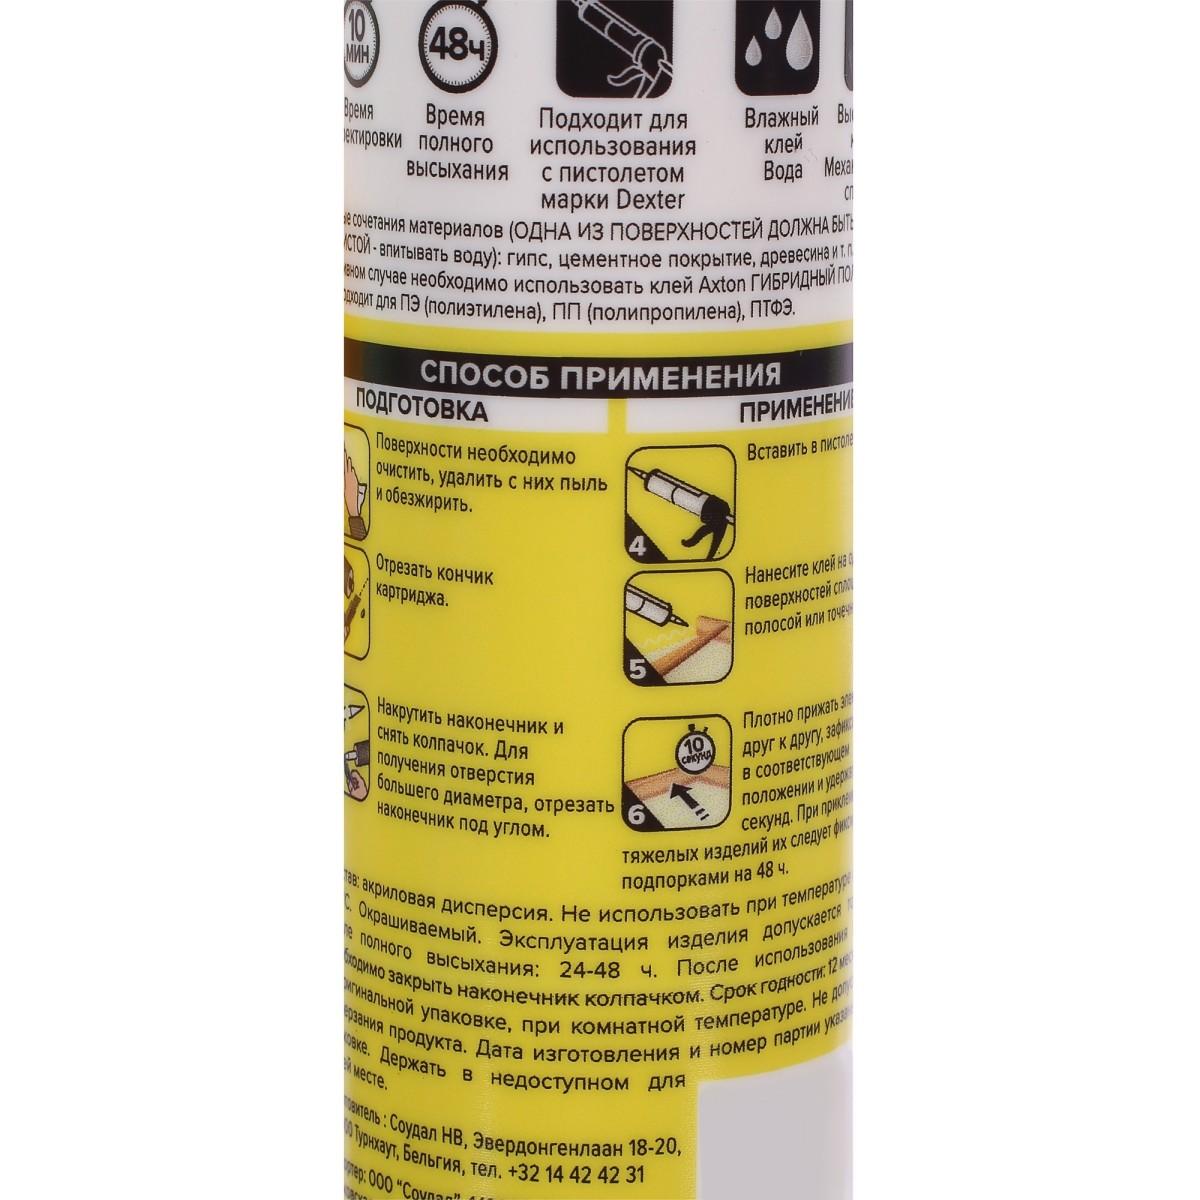 10
МИН
48ч
Время
Время
полного
высыхания
Подходит для
использования
с пистолетом
марки Dexter
Влажный
клей
Вода
сочетания материалов (ОДНА ИЗ ПОВЕРХНОСТЕЙ ДОЛЖНА БЫТЬ
- впитывать воду): гипс, цементное покрытие, древесина и т. п.
случае необходимо использовать клей Axton ГИБРИДНЫЙ
для ПЭ (полиэтилена), ПП (полипропилена), ПТФЭ.
СПОСОБ ПРИМЕНЕНИЯ
ПОДГОТОВКА
Поверхности необходимо
очистить, удалить с них пыль
и обезжирить.
Отрезать кончик
картриджа.
Накрутить наконечник и
снять колпачок. Для
получения отверстия
большего диаметра, отрезать
наконечник под углом.
ПРИМЕНЕНИЕ
4
Вставить в
5
Нанесите клей на
поверхностей
полосой или
6
10
секунд
Плотно прижать
друг к другу,
в соответствующем
положении и
секунд. При
тяжелых изделий их следует
подпорками на 48 ч.
акриловая дисперсия. Не использовать при температуре
°С. Окрашиваемый. Эксплуатация изделия допускается
полного высыхания: 24-48 ч. После использования
закрыть наконечник колпачком. Срок годности: 12
упаковке, при комнатной температуре. Не
продукта. Дата изготовления и номер партии
Держать в недоступном для
месте.
: Соудал НВ, Эвердонгенлаан 18-20,
Турнхаут, Бельгия, тел. +32 14 42 42 31
ООО "Соудал"